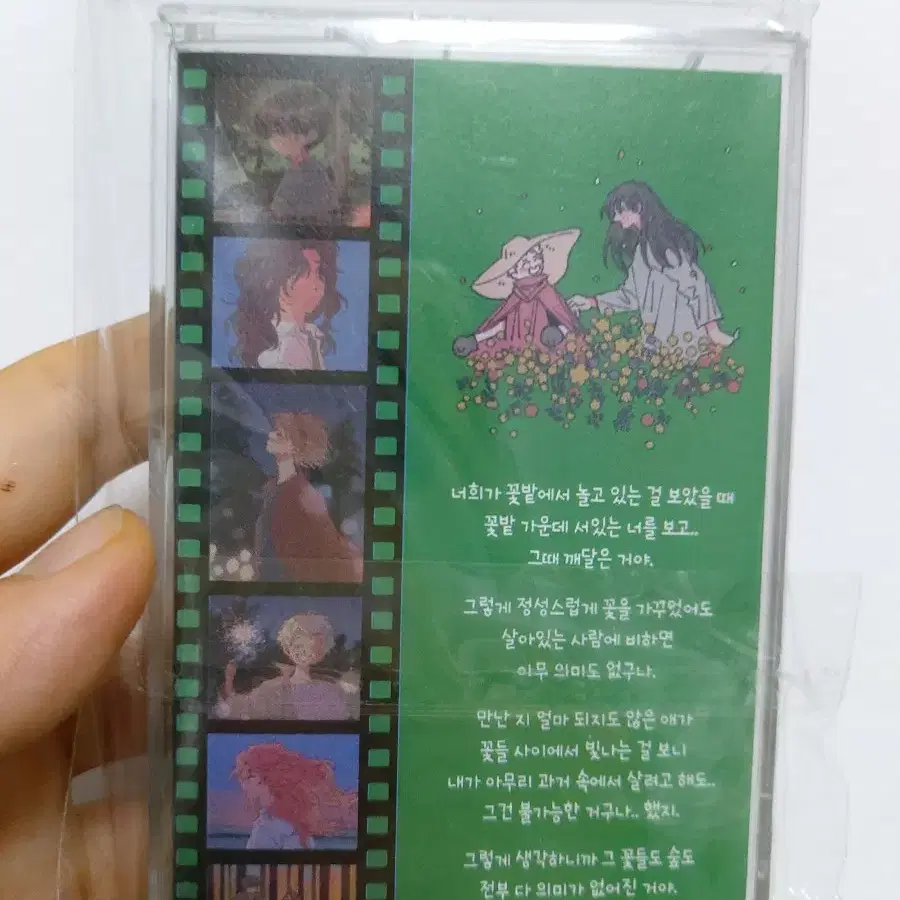 너희가 꽃밭에서 놀고 있는 걸 보았을 때
꽃밭 가운데 서있는 너를 보고..
그때 깨달은 거야.
그렇게 정성스럽게 꽃을 가꾸었어도
살아있는 사람에 비하면
아무 의미도 없구나.
만난 지 얼마 되지도 않은 얘가
꽃들 사이에서 빛나는 걸 보니
내가 아무리 과거 속에서 살려고 해도..
그건 불가능한 거구나.. 했지.
그렇게 생각하니까 그 꽃들도 숲도
전부 다 의미가 없어진 거야.